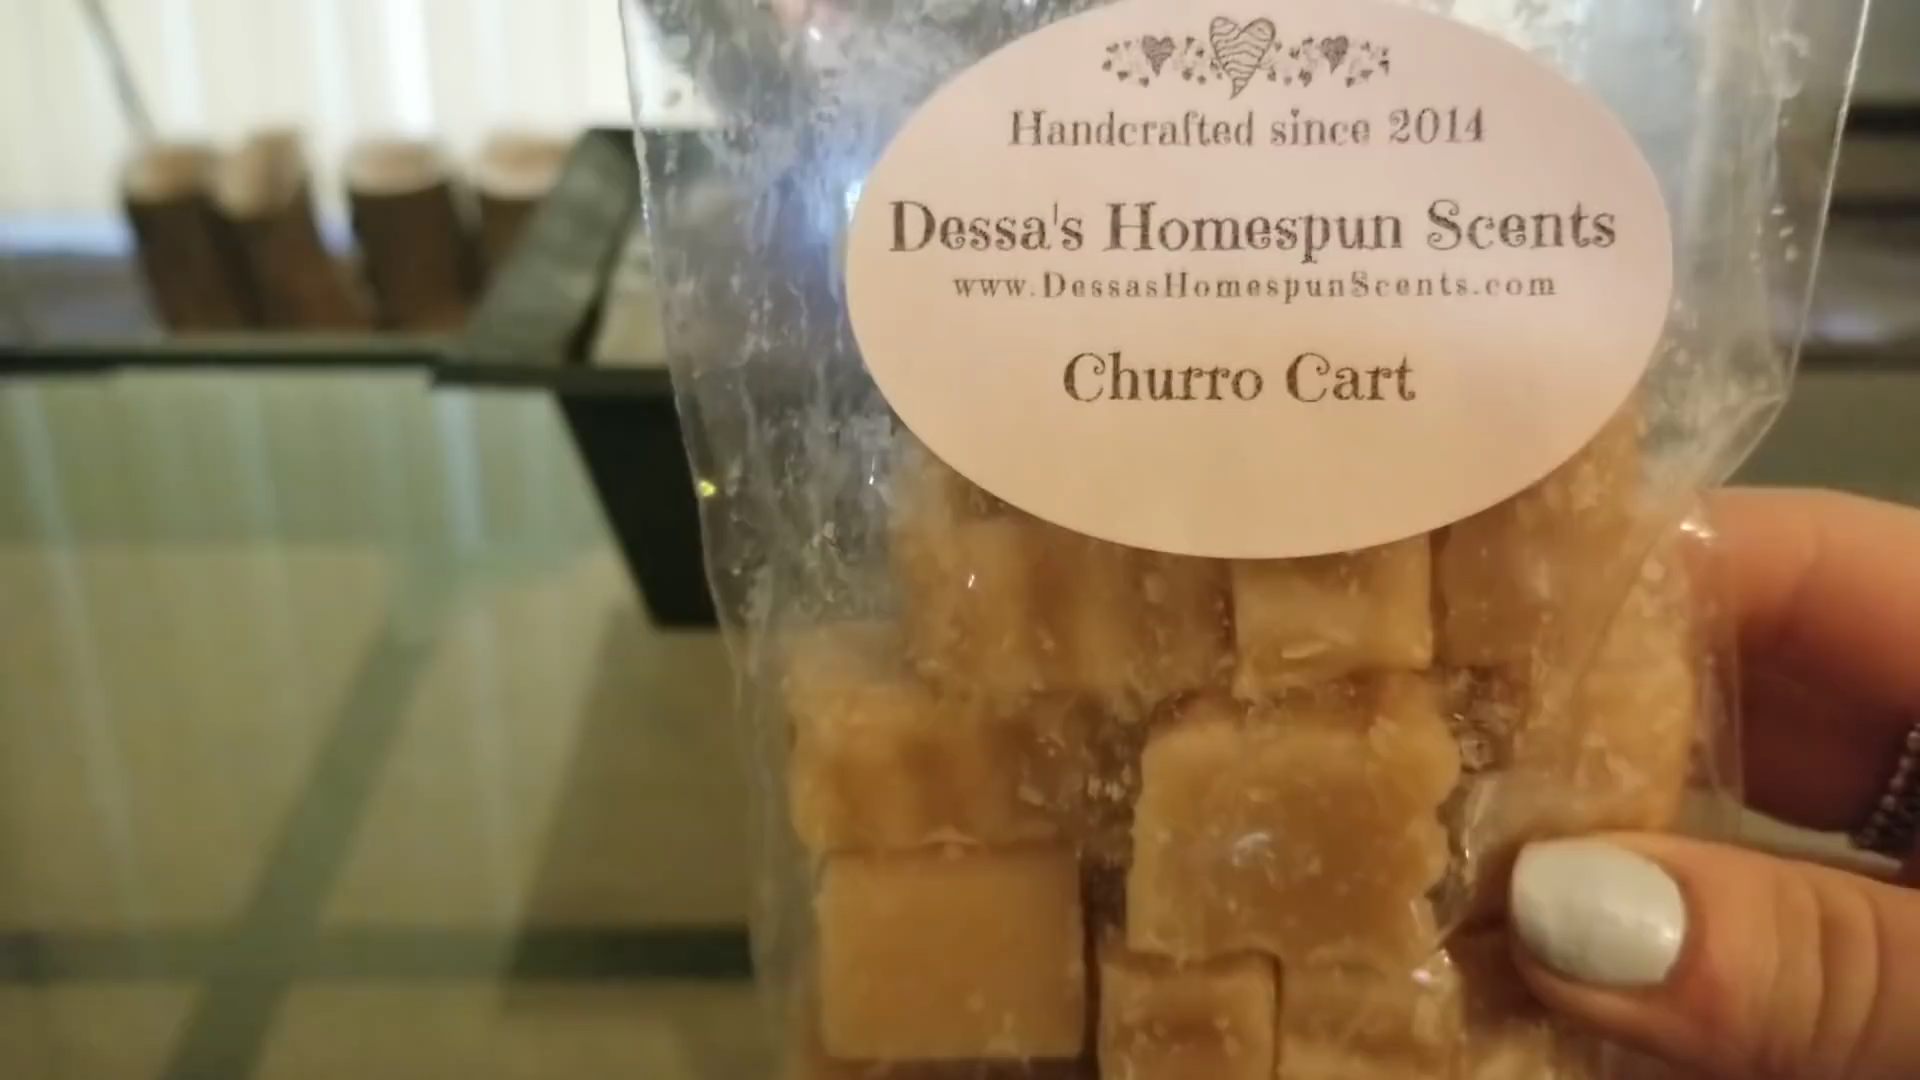 Handcrafted since 2014
Dessa's Homespun Scents
www.DessasHomespunScents.com
Churro Cart